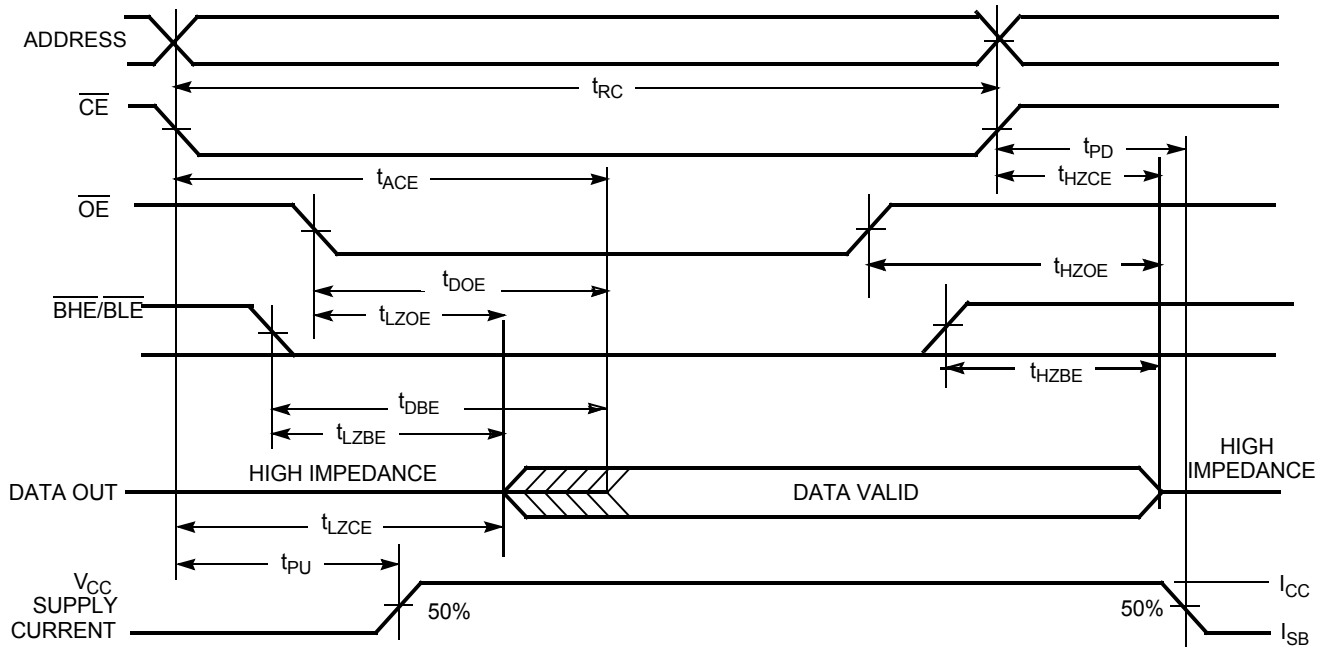 ADDRESS
tRC
CE
tPD
tACE
tHZCE
OE
tHZOE
tDOE
BHE/BLE
tLZOE
tHZBE
tDBE
tLZBE
HIGH IMPEDANCE
HIGH
IMPEDANCE
DATA OUT
DATA VALID
tLZCE
tPU
VCC
SUPPLY
CURRENT
50%
50%
ICC
ISB